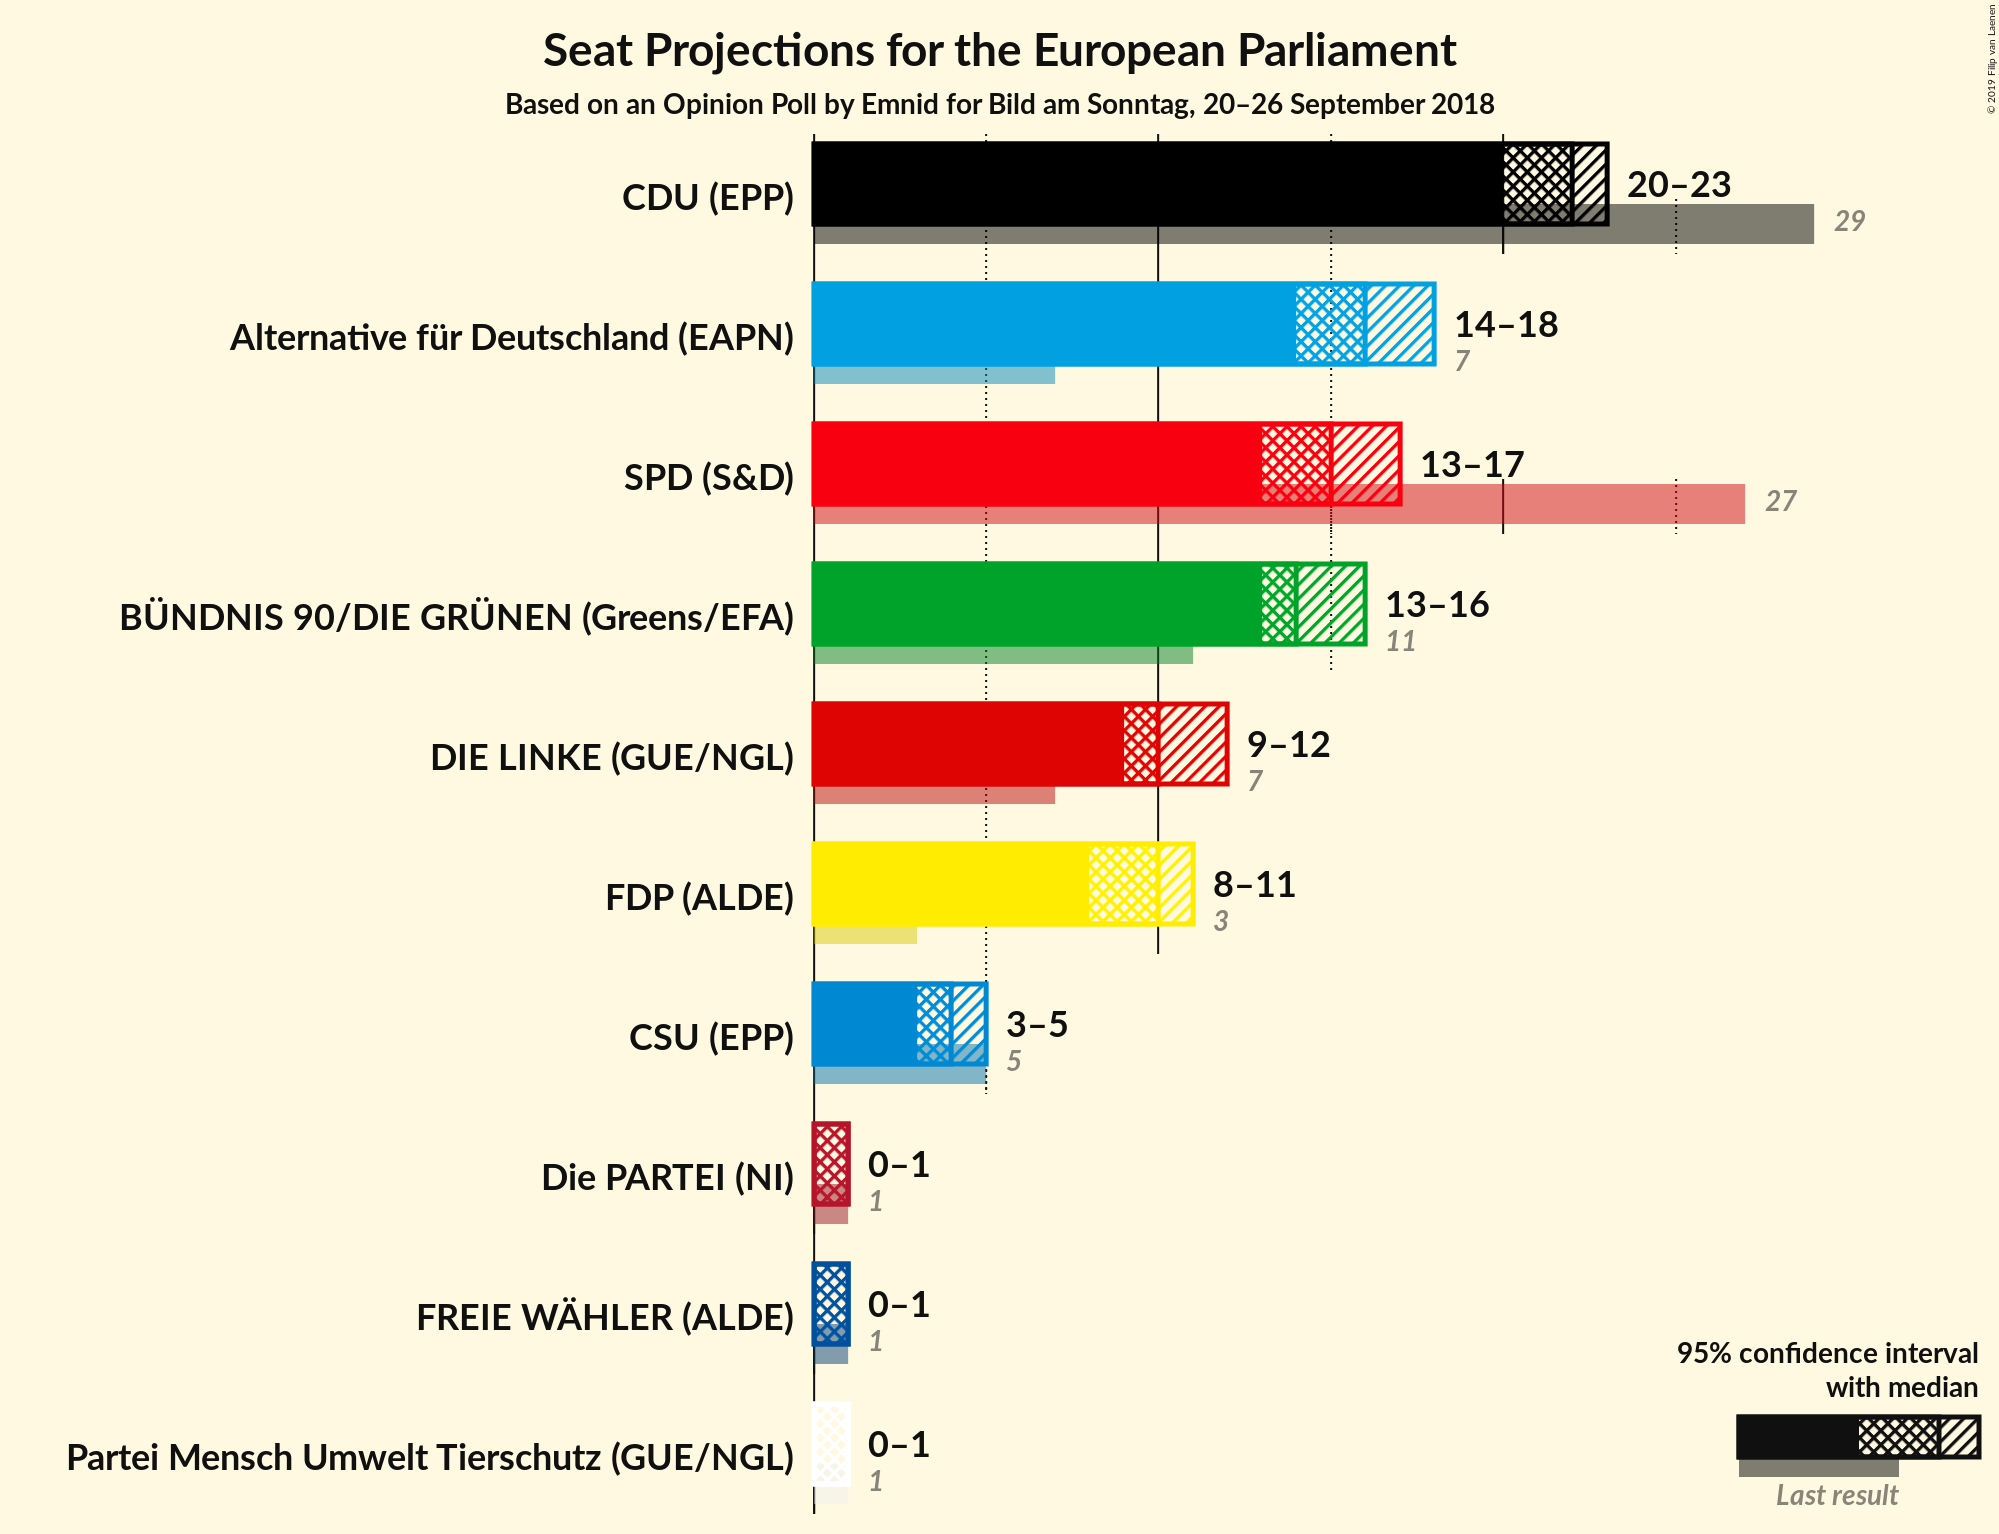 Seat Projections for the European Parliament
Based on an Opinion Poll by Emnid for Bild am Sonntag, 20–26 September 2018
© 2019 Filip van Laenen
CDU (EPP)
20–23
29
Alternative für Deutschland (EAPN)
14–18
7
SPD (S&D)
13–17
27
BÜNDNIS 90/DIE GRÜNEN (Greens/EFA)
13–16
11
DIE LINKE (GUE/NGL)
9–12
7
FDP (ALDE)
8–11
3
CSU (EPP)
3–5
5
Die PARTEI (NI)
0–1
1
FREIE WÄHLER (ALDE)
0–1
1
Partei Mensch Umwelt Tierschutz (GUE/NGL)
0–1
1
95% confidence interval
with median
Last result